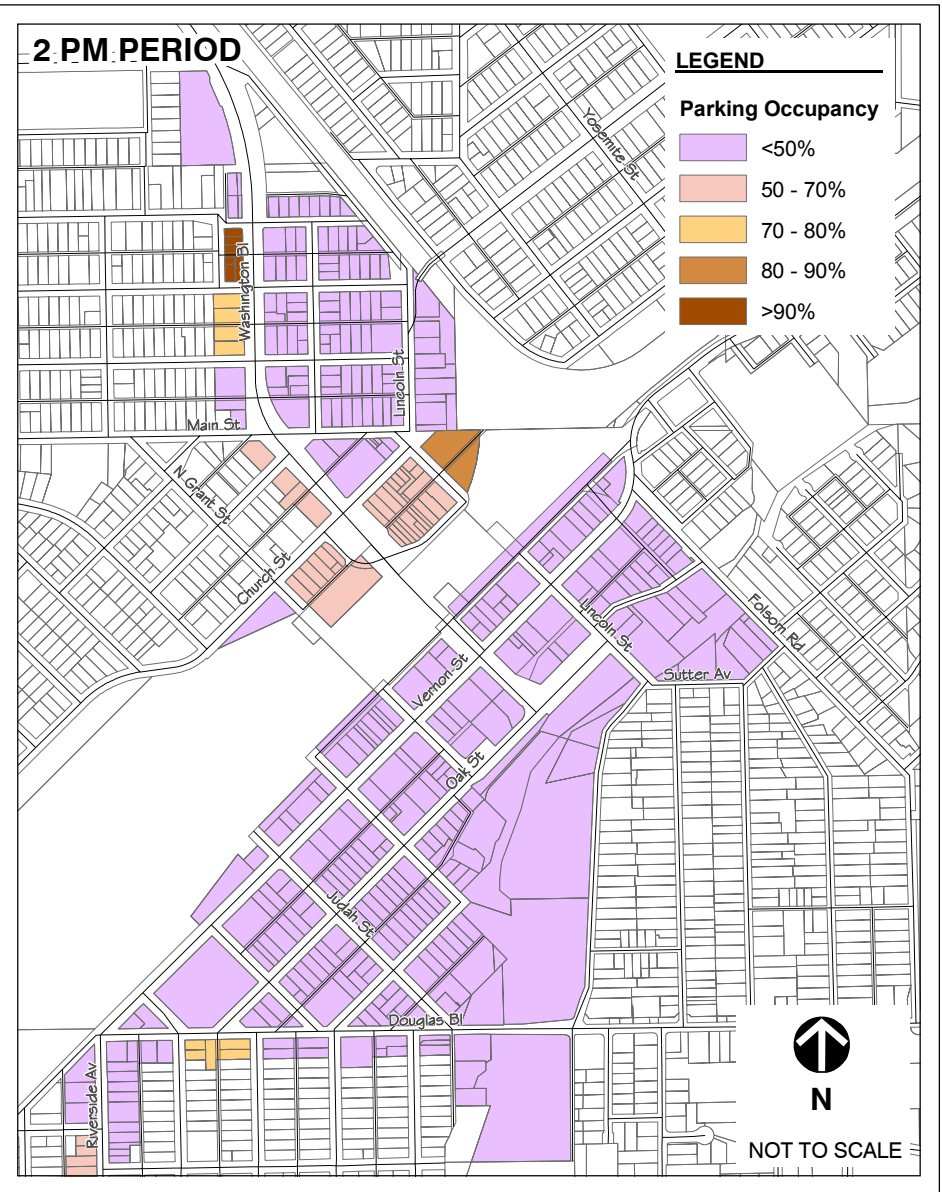 2 PM PERIOD
LEGEND
Parking Occupancy
<50%
50 - 70%
70 - 80%
80 - 90%
>90%
Yosemite St
Washington Bl
Lincoln St
Main St
N Grant St
Church St
Folsom Rd
Lincoln St
Sutter Av
Vernon St
Oak St
Judah St
Douglas Bl
Riverside Av
N
NOT TO SCALE